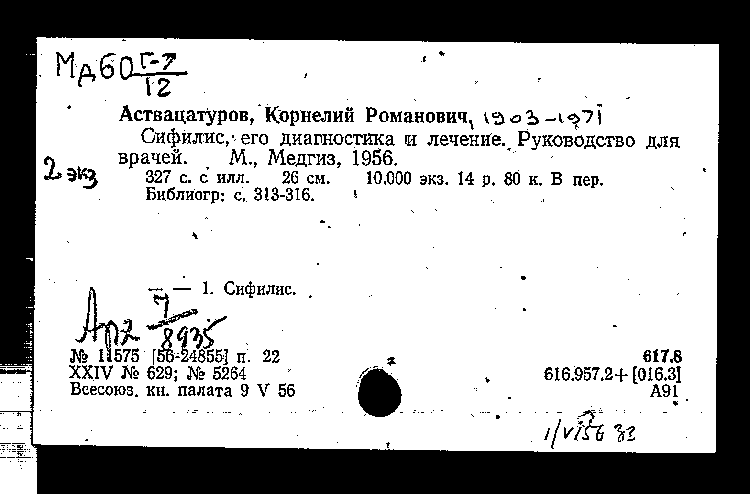 Мд60 Г-7/12
Аствацатуров, Корнелий Романович, 1903-1971
Сифилис, его диагностика и лечение. Руководство для
врачей. М., Медгиз, 1956.
2 экз
327 с. с илл. 26 см. 10.000 экз. 14 р. 80 к. В пер.
Библиогр: с. 313-316.
— — 1. Сифилис.
7/8935
№ 11575 [56-24855] п. 22
617.8
XXIV № 629; № 5264
616.957.2+[016.3]
Всесоюз. кн. палата 9 V 56
А91